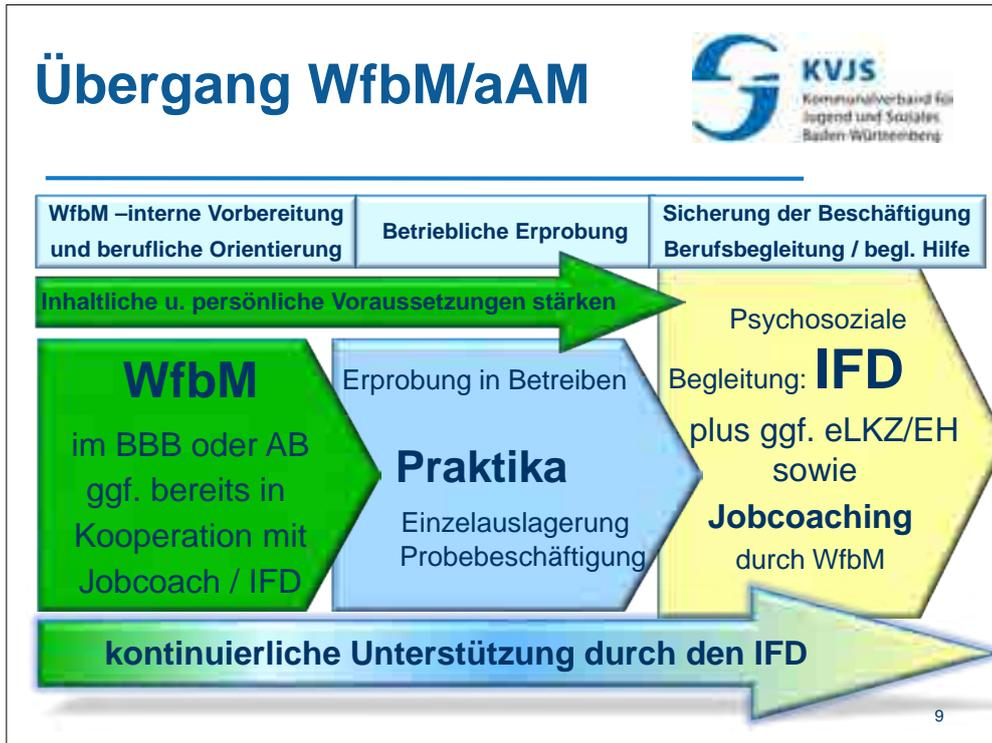 Übergang WfbM/aAM
KVJS
Kommunalverband für
Jugend und Soziales
Baden-Württemberg
WfbM –interne Vorbereitung
und berufliche Orientierung
Betriebliche Erprobung
Sicherung der Beschäftigung
Berufsbegleitung / begl. Hilfe
Inhaltliche u. persönliche Voraussetzungen stärken
WfbM
im BBB oder AB
ggf. bereits in
Kooperation mit
Jobcoach / IFD
Erprobung in Betreiben
Praktika
Einzelauslagerung
Probebeschäftigung
Psychosoziale
Begleitung: IFD
plus ggf. eLKZ/EH
sowie
Jobcoaching
durch WfbM
kontinuierliche Unterstützung durch den IFD
9